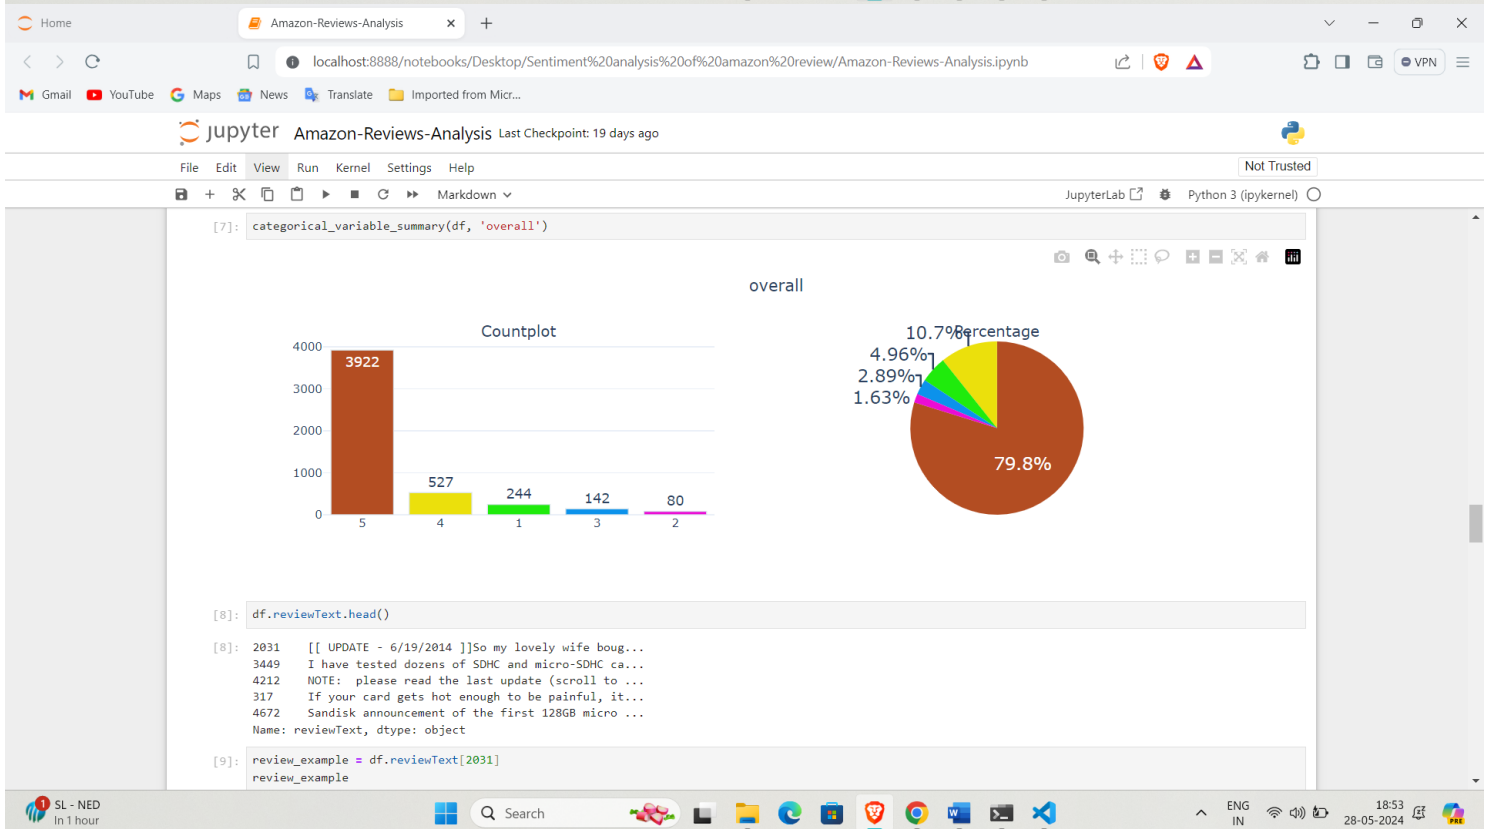 Home
Amazon-Reviews-Analysis
localhost:8888/notebooks/Desktop/Sentiment%20analysis%20of%20amazon%20review/Amazon-Reviews-Analysis.ipynb
VPN
Gmail YouTube Maps News Translate Imported from Micr...
jupyter Amazon-Reviews-Analysis Last Checkpoint: 19 days ago
File Edit View Run Kernel Settings Help
Not Trusted
Markdown
JupyterLab Python 3 (ipykernel)
[7]: categorical_variable_summary(df, 'overall')
overall
Countplot
4000
3000
2000
1000
0
3922
527
244
142
80
5 4 1 3 2
Percentage
10.7%
4.96%
2.89%
1.63%
79.8%
[8]: df.reviewText.head()
[8]: 2031 [[ UPDATE - 6/19/2014 ]]So my lovely wife boug...
3449 I have tested dozens of SDHC and micro-SDHC ca...
4212 NOTE: please read the last update (scroll to ...
317 If your card gets hot enough to be painful, it...
4672 Sandisk announcement of the first 128GB micro ...
Name: reviewText, dtype: object
[9]: review_example = df.reviewText[2031]
review_example
1
SL - NED
In 1 hour
Search
PRE
ENG
IN
18:53
28-05-2024